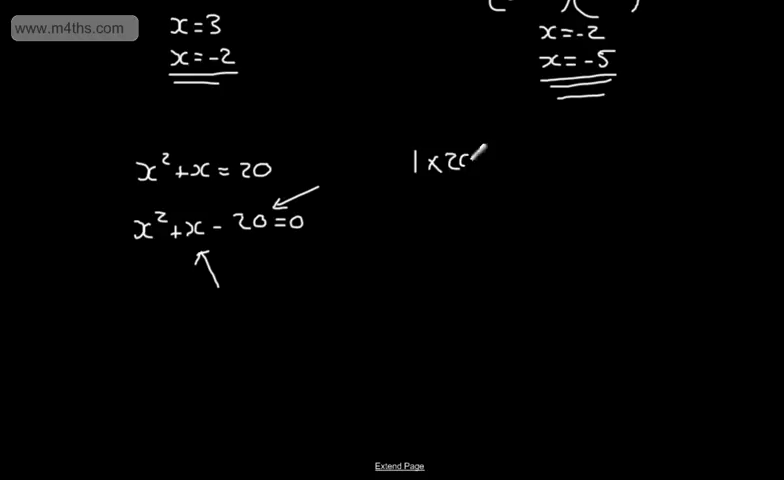 www.m4ths.com
x=3
x=-2
( )( )
x=-2
x=-5
x²+x=20
x²+x-20=0
1×20
Extend Page